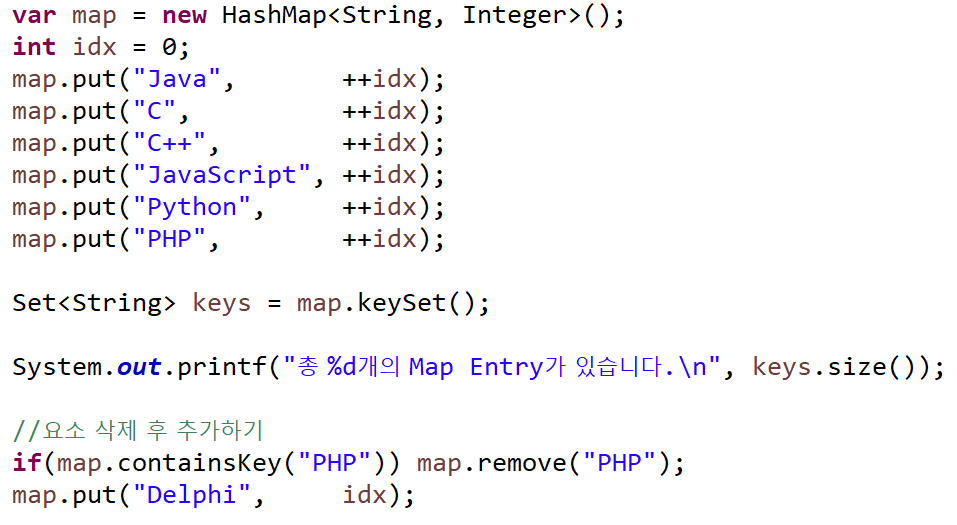 var map = new HashMap<String, Integer>();
int idx = 0;
map.put("Java",       ++idx);
map.put("C",          ++idx);
map.put("C++",        ++idx);
map.put("JavaScript", ++idx);
map.put("Python",     ++idx);
map.put("PHP",        ++idx);

Set<String> keys = map.keySet();

System.out.printf("총 %d개의 Map Entry가 있습니다.\n", keys.size());

//요소 삭제 후 추가하기
if(map.containsKey("PHP")) map.remove("PHP");
map.put("Delphi",     idx);